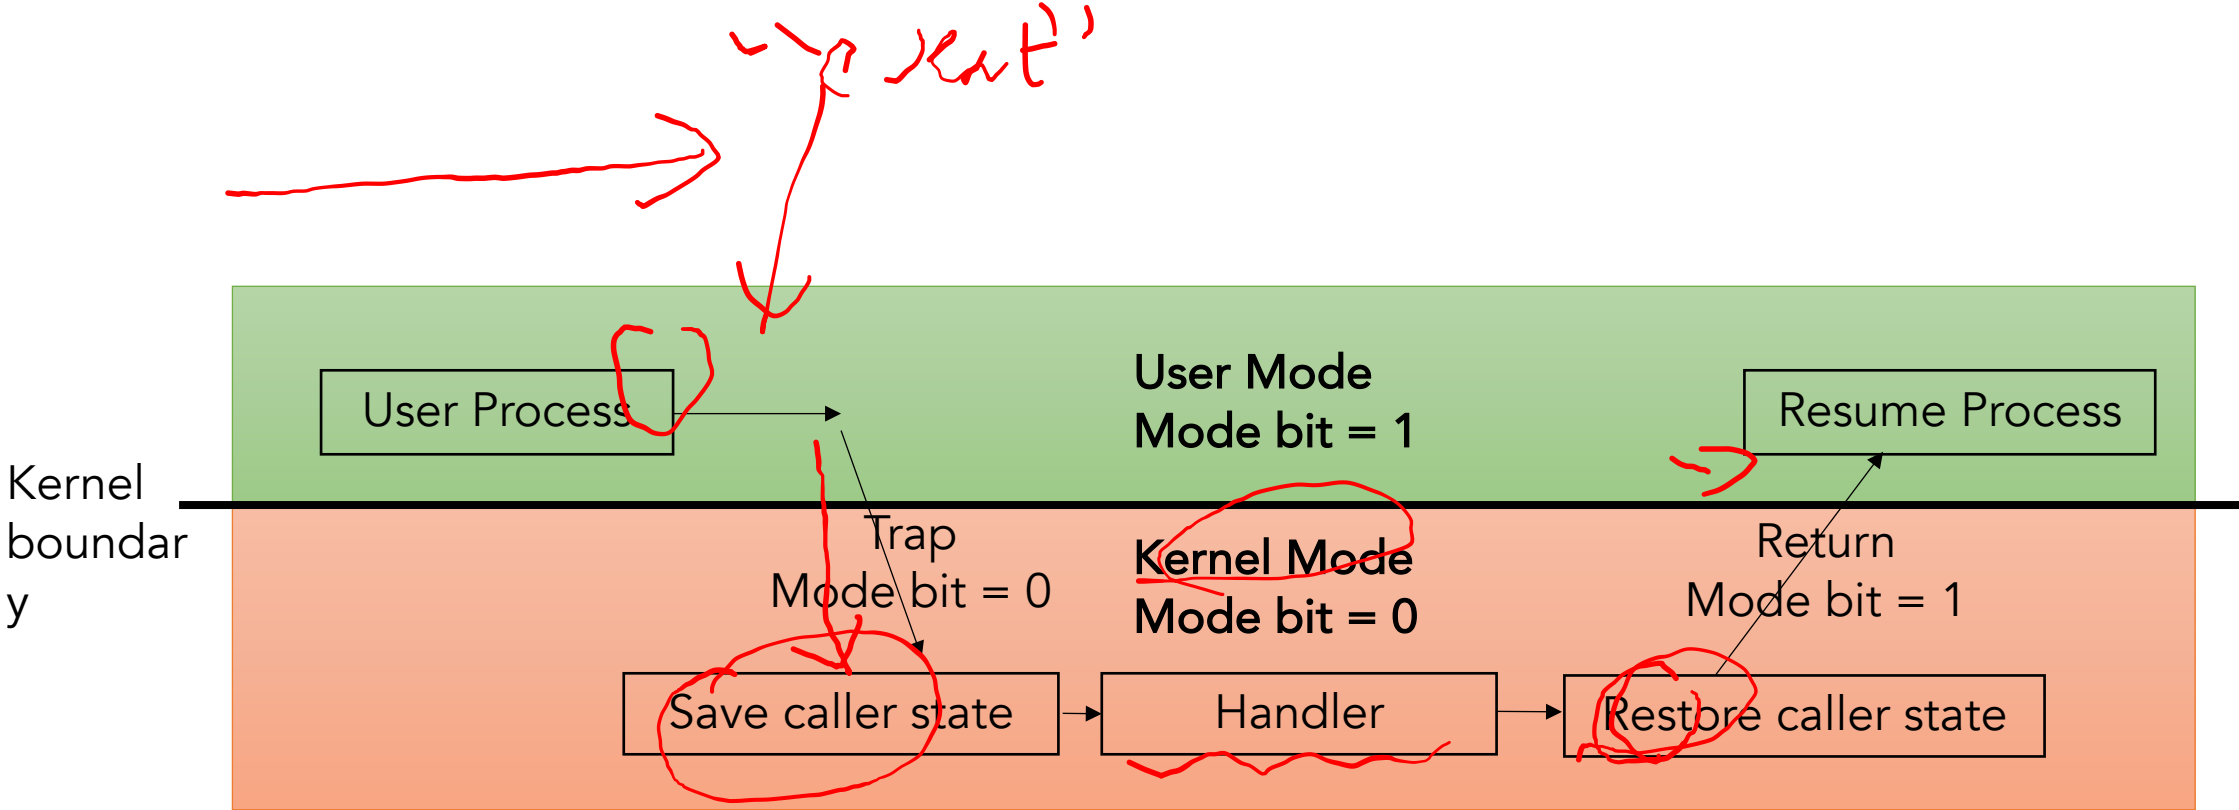 User Process
User Mode
Mode bit = 1
Resume Process
Kernel
boundar
y
Trap
Mode bit = 0
Kernel Mode
Mode bit = 0
Return
Mode bit = 1
Save caller state
Handler
Restore caller state